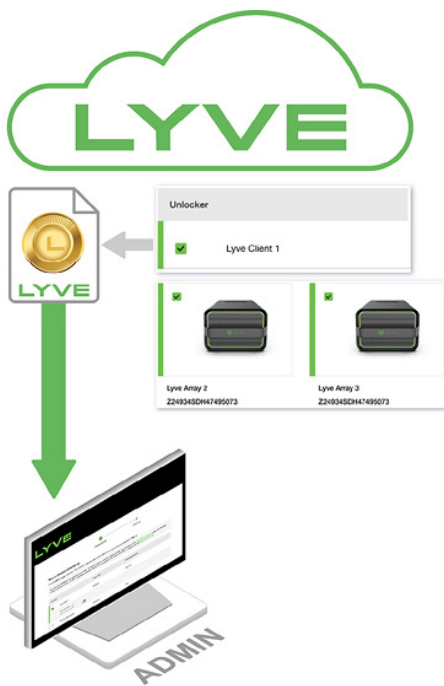 LYVE
Unlocker
Lyve Client 1
L
LYVE
Lyve Array 2
Z24934SDH47495073
Lyve Array 3
Z24934SDH47495073
LYVE
ADMIN